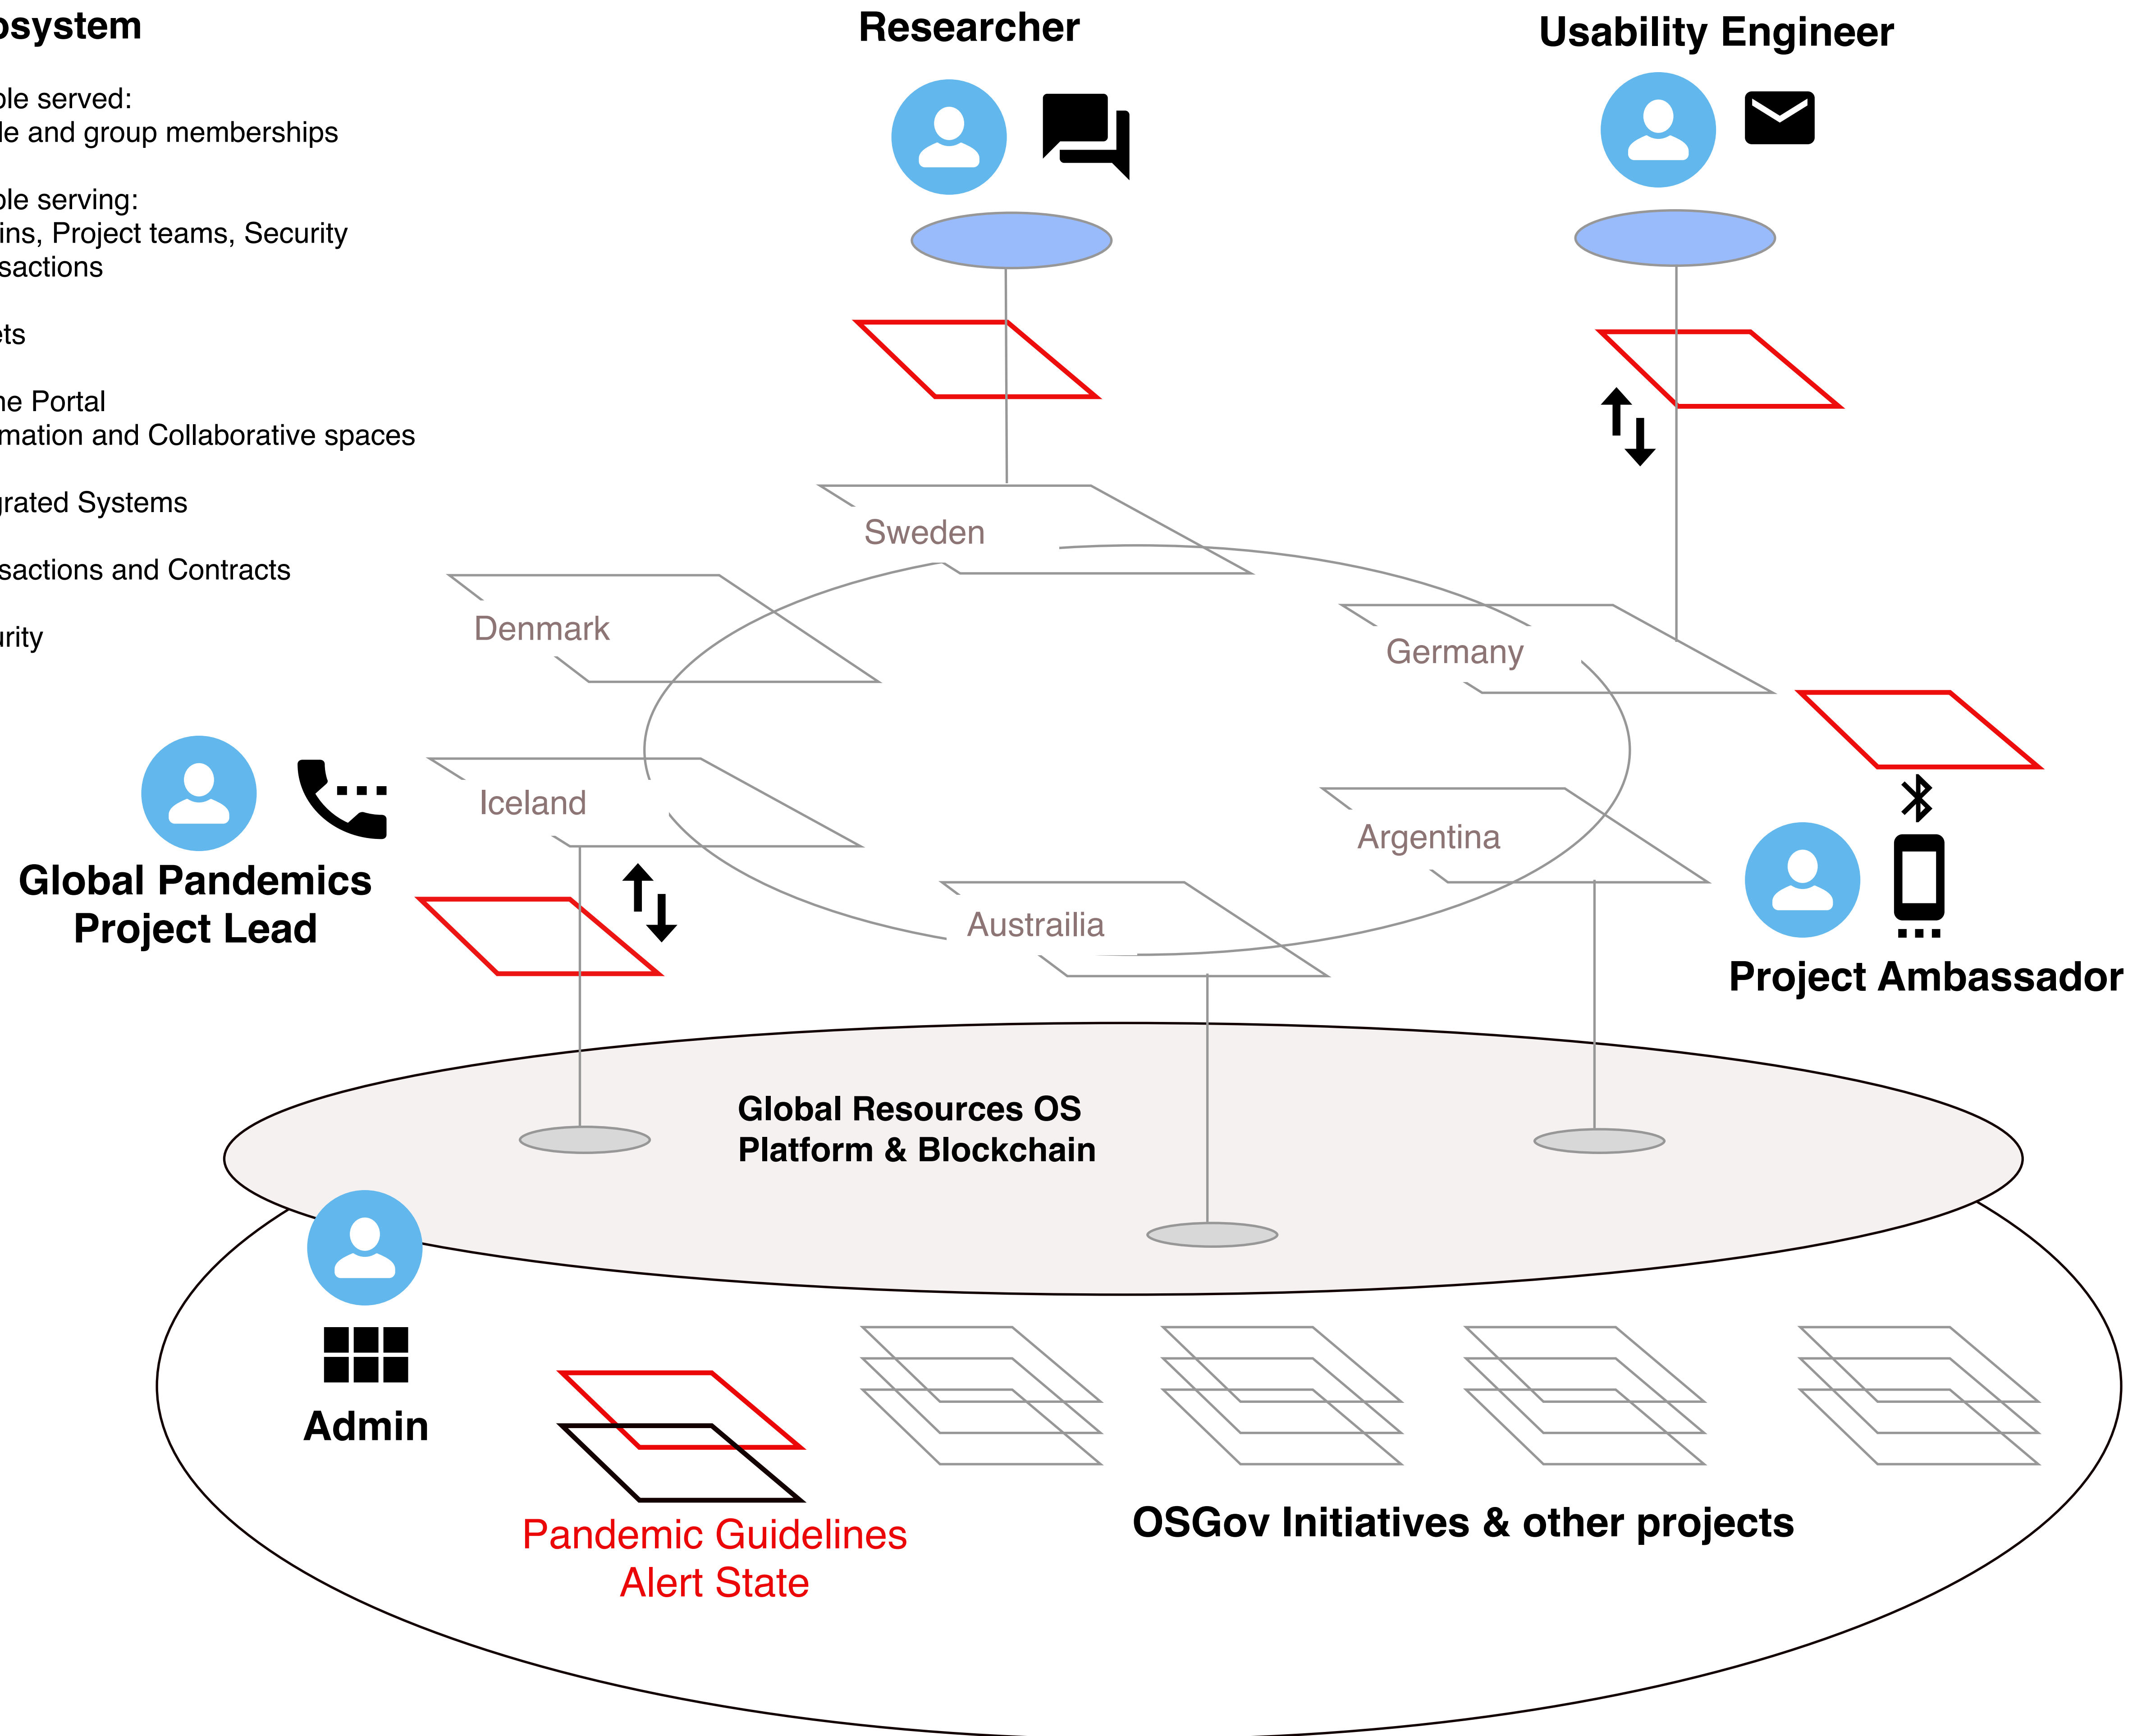 osystem
ple served:
le and group memberships
ple serving:
ins, Project teams, Security
sactions
ets
ne Portal
mation and Collaborative spaces
grated Systems
sactions and Contracts
urity
Researcher
Usability Engineer
Sweden
Denmark
Germany
Iceland
Argentina
Austrailia
Global Pandemics
Project Lead
Project Ambassador
Global Resources OS
Platform & Blockchain
Admin
Pandemic Guidelines
Alert State
OSGov Initiatives & other projects